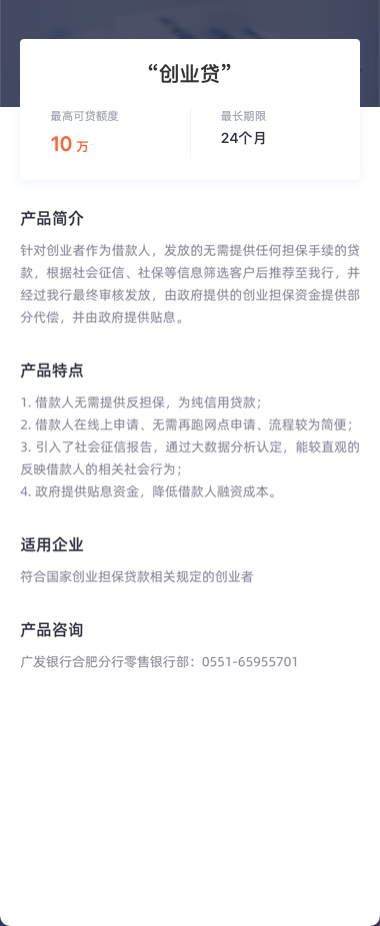 “创业贷”
最高可贷额度
最长期限
10 万
24个月
产品简介
针对创业者作为借款人，发放的无需提供任何担保手续的贷
款，根据社会征信、社保等信息筛选客户后推荐至我行，并
经过我行最终审核发放，由政府提供的创业担保资金提供部
分代偿，并由政府提供贴息。
产品特点
1. 借款人无需提供反担保，为纯信用贷款；
2. 借款人在线上申请、无需再跑网点申请、流程较为简便；
3. 引入了社会征信报告，通过大数据分析认定，能较直观的
反映借款人的相关社会行为；
4. 政府提供贴息资金，降低借款人融资成本。
适用企业
符合国家创业担保贷款相关规定的创业者
产品咨询
广发银行合肥分行零售银行部：0551-65955701